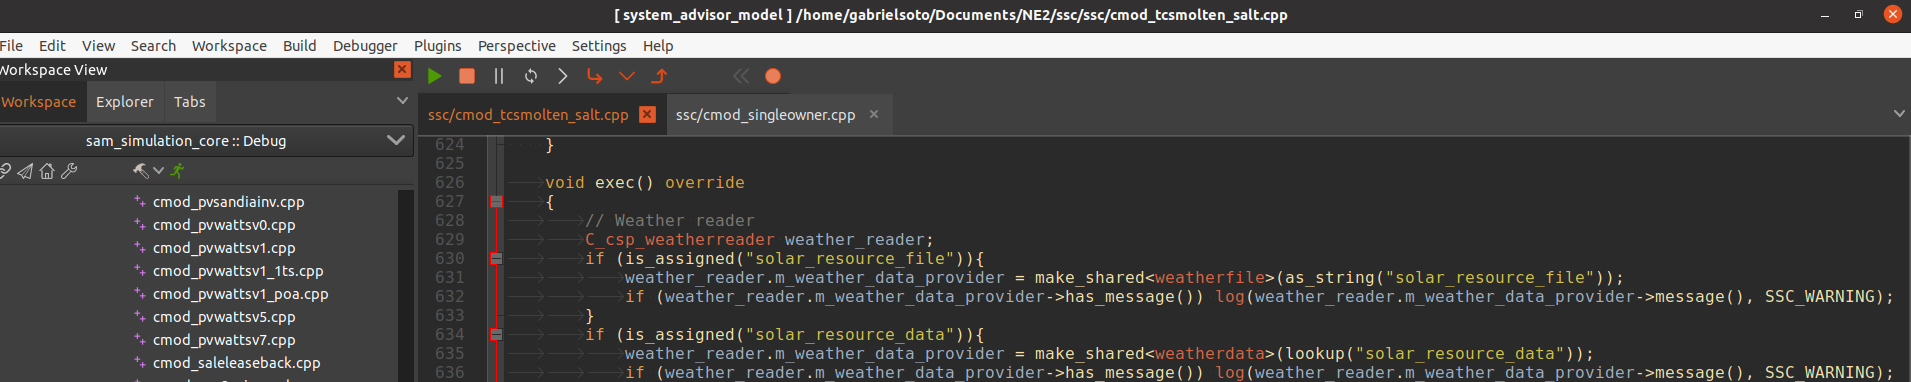 [ system_advisor_model ] /home/gabrielsoto/Documents/NE2/ssc/ssc/cmod_tcsmolten_salt.cpp
File Edit View Search Workspace Build Debugger Plugins Perspective Settings Help
Workspace View
Workspace Explorer Tabs
sam_simulation_core :: Debug
cmod_pvsandiainv.cpp
cmod_pvwattsv0.cpp
cmod_pvwattsv1.cpp
cmod_pvwattsv1_1ts.cpp
cmod_pvwattsv1_poa.cpp
cmod_pvwattsv5.cpp
cmod_pvwattsv7.cpp
cmod_saleleaseback.cpp
ssc/cmod_tcsmolten_salt.cpp ssc/cmod_singleowner.cpp
624 }
625
626 void exec() override
627 {
628 // Weather reader
629 C_csp_weatherreader weather_reader;
630 if (is_assigned("solar_resource_file")){
631 weather_reader.m_weather_data_provider = make_shared<weatherfile>(as_string("solar_resource_file"));
632 if (weather_reader.m_weather_data_provider->has_message()) log(weather_reader.m_weather_data_provider->message(), SSC_WARNING);
633 }
634 if (is_assigned("solar_resource_data")){
635 weather_reader.m_weather_data_provider = make_shared<weatherdata>(lookup("solar_resource_data"));
636 if (weather_reader.m_weather_data_provider->has_message()) log(weather_reader.m_weather_data_provider->message(), SSC_WARNING);